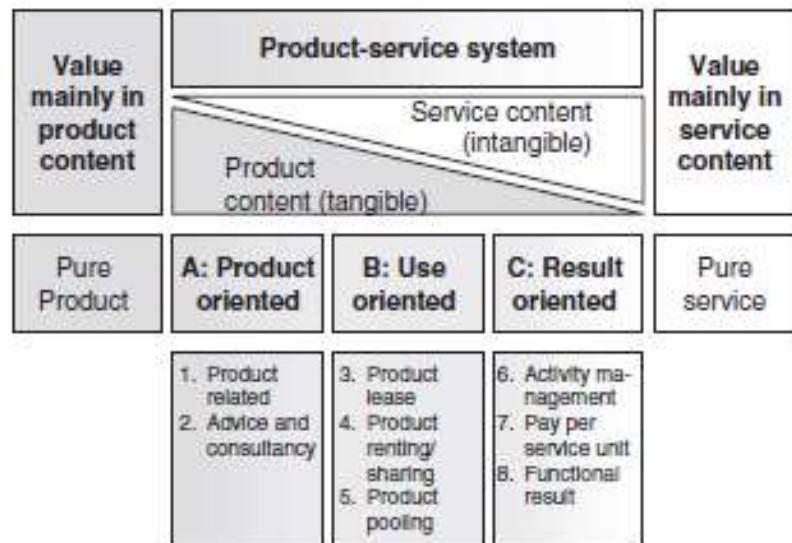 Value
mainly in
product
content
Product-service system
Service content
(intangible)
Product
content (tangible)
Value
mainly in
service
content
Pure
Product
A: Product
oriented
B: Use
oriented
C: Result
oriented
Pure
service
1. Product
related
2. Advice and
consultancy
3. Product
lease
4. Product
renting/
sharing
5. Product
pooling
6. Activity ma-
nagement
7. Pay per
service unit
8. Functional
result